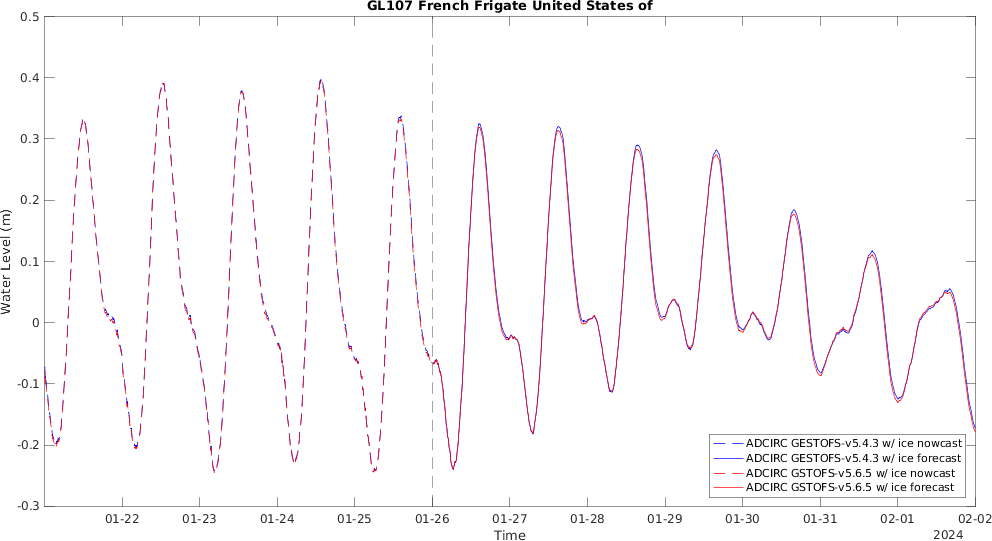 GL107 French Frigate United States of
0.5
0.4
0.3
0.2
0.1
0
-0.1
-0.2
-0.3
Water Level (m)
ADCIRC GESTOFS-v5.4.3 w/ ice nowcast
ADCIRC GESTOFS-v5.4.3 w/ ice forecast
ADCIRC GSTOFS-v5.6.5 w/ ice nowcast
ADCIRC GSTOFS-v5.6.5 w/ ice forecast
01-22 01-23 01-24 01-25 01-26 01-27 01-28 01-29 01-30 01-31 02-01 02-02
Time
2024